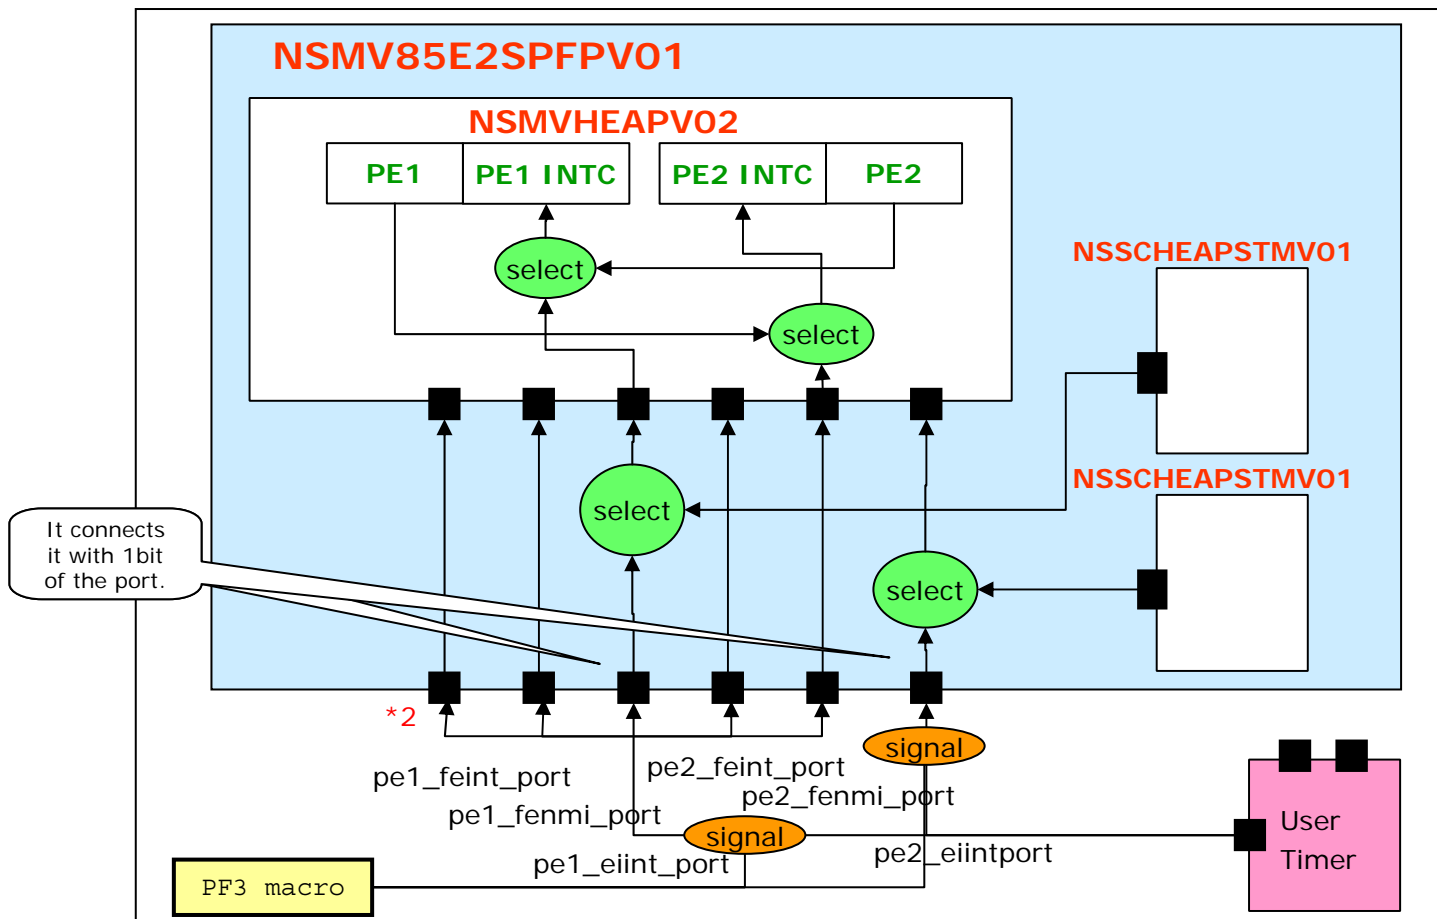 NSMV85E2SPFPV01
NSMVHEAPV02
PE1
PE1 INTC
PE2 INTC
PE2
select
select
NSSCHEAPSTMV01
NSSCHEAPSTMV01
select
select
It connects
it with 1bit
of the port.
*2
signal
pe1_feint_port
pe2_feint_port
pe1_fenmi_port
pe2_fenmi_port
signal
pe1_eiint_port
pe2_eiintport
User
Timer
PF3 macro